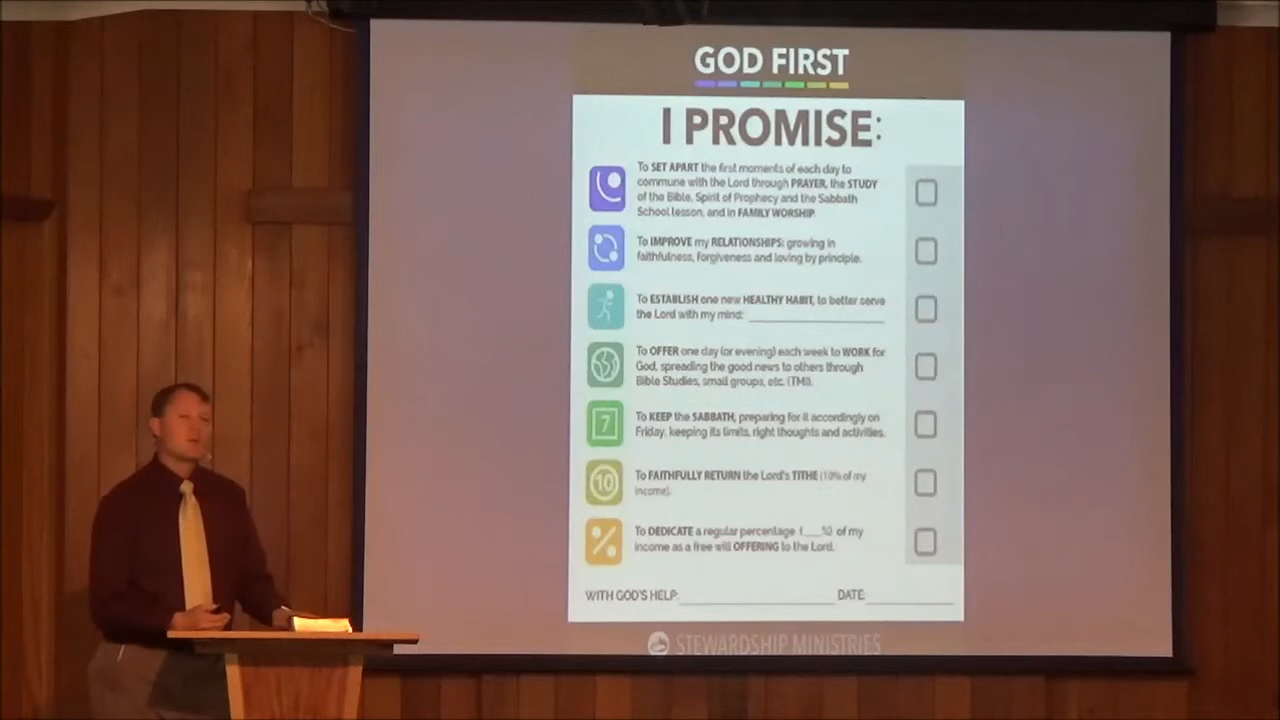 GOD FIRST
I PROMISE:
To SET APART the first moments of each day to
commune with the Lord through PRAYER, the STUDY
of the Bible, Spirit of Prophecy and the Sabbath
School lesson, and in FAMILY WORSHIP.
To IMPROVE my RELATIONSHIPS: growing in
faithfulness, forgiveness and loving by principle.
To ESTABLISH one new HEALTHY HABIT, to better serve
the Lord with my mind: ____________________
To OFFER one day (or evening) each week to WORK for
God, spreading the good news to others through
Bible Studies, small groups, etc. (TMI).
7
To KEEP the SABBATH, preparing for it accordingly on
Friday, keeping its limits, right thoughts and activities.
10
To FAITHFULLY RETURN the Lord's TITHE (10% of my
income).
%
To DEDICATE a regular percentage (___%) of my
income as a free will OFFERING to the Lord.
WITH GOD'S HELP:____________________ DATE:____________
STEWARDSHIP MINISTRIES